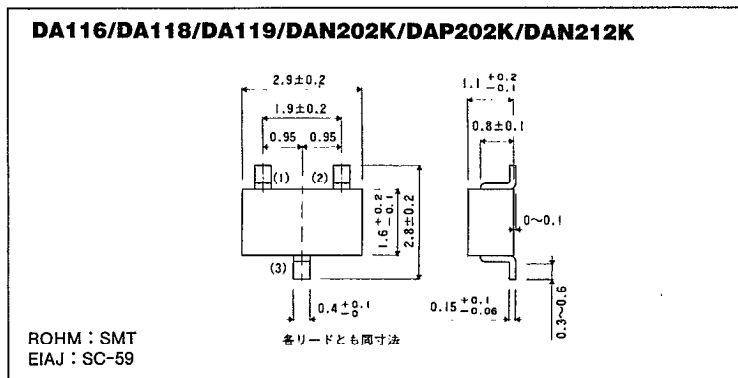 DA116/DA118/DA119/DAN202K/DAP202K/DAN212K
2.9±0.2
1.9±0.2
0.95 0.95
(1) (2)
(3)
1.6 +0.2 -0.1
2.8±0.2
0.4 +0.1 -0
各リードとも同寸法
1.1 +0.2 -0.1
0.8±0.1
0~0.1
0.15 +0.1 -0.06
0.3~0.6
ROHM : SMT
EIAJ : SC-59